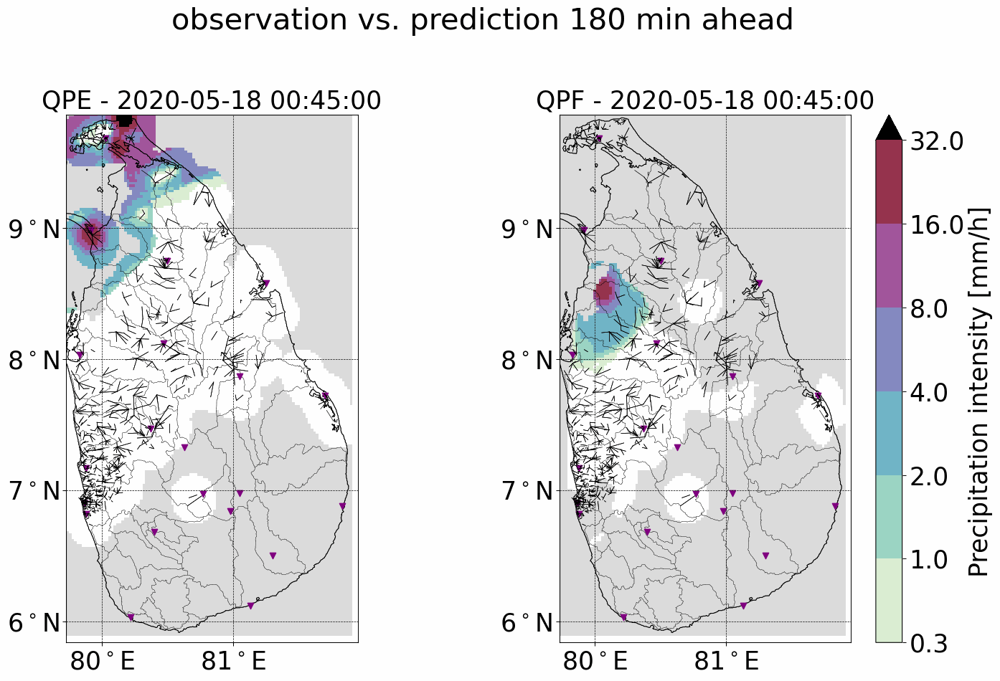 observation vs. prediction 180 min ahead
QPE - 2020-05-18 00:45:00
QPF - 2020-05-18 00:45:00
9°N
8°N
7°N
6°N
80°E
81°E
9°N
8°N
7°N
6°N
80°E
81°E
32.0
16.0
8.0
4.0
2.0
1.0
0.3
Precipitation intensity [mm/h]